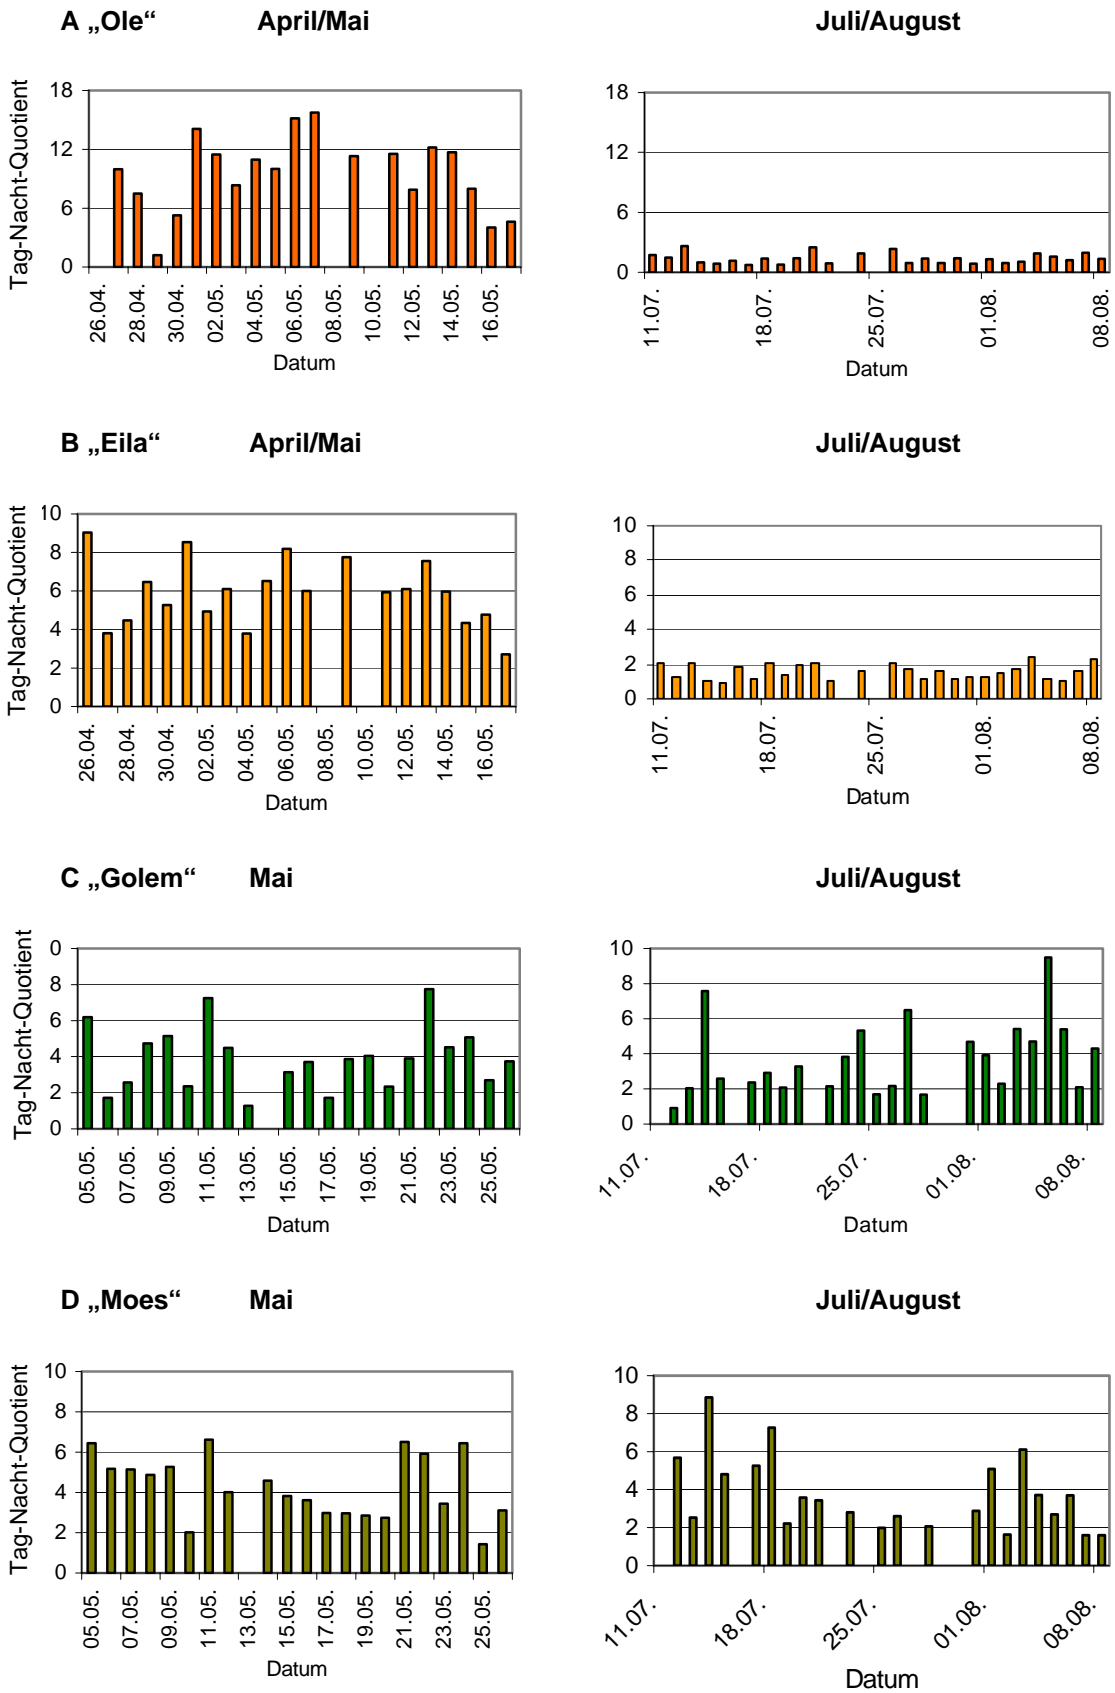 A „Ole“ April/Mai Juli/August
Tag-Nacht-Quotient
18
12
6
0
26.04. 28.04. 30.04. 02.05. 04.05. 06.05. 08.05. 10.05. 12.05. 14.05. 16.05.
Datum
18
12
6
0
11.07. 18.07. 25.07. 01.08. 08.08.
Datum
B „Eila“ April/Mai Juli/August
Tag-Nacht-Quotient
10
8
6
4
2
0
26.04. 28.04. 30.04. 02.05. 04.05. 06.05. 08.05. 10.05. 12.05. 14.05. 16.05.
Datum
10
8
6
4
2
0
11.07. 18.07. 25.07. 01.08. 08.08.
Datum
C „Golem“ Mai Juli/August
Tag-Nacht-Quotient
0
8
6
4
2
0
05.05. 07.05. 09.05. 11.05. 13.05. 15.05. 17.05. 19.05. 21.05. 23.05. 25.05.
Datum
10
8
6
4
2
0
11.07. 18.07. 25.07. 01.08. 08.08.
Datum
D „Moes“ Mai Juli/August
Tag-Nacht-Quotient
10
8
6
4
2
0
05.05. 07.05. 09.05. 11.05. 13.05. 15.05. 17.05. 19.05. 21.05. 23.05. 25.05.
Datum
10
8
6
4
2
0
11.07. 18.07. 25.07. 01.08. 08.08.
Datum